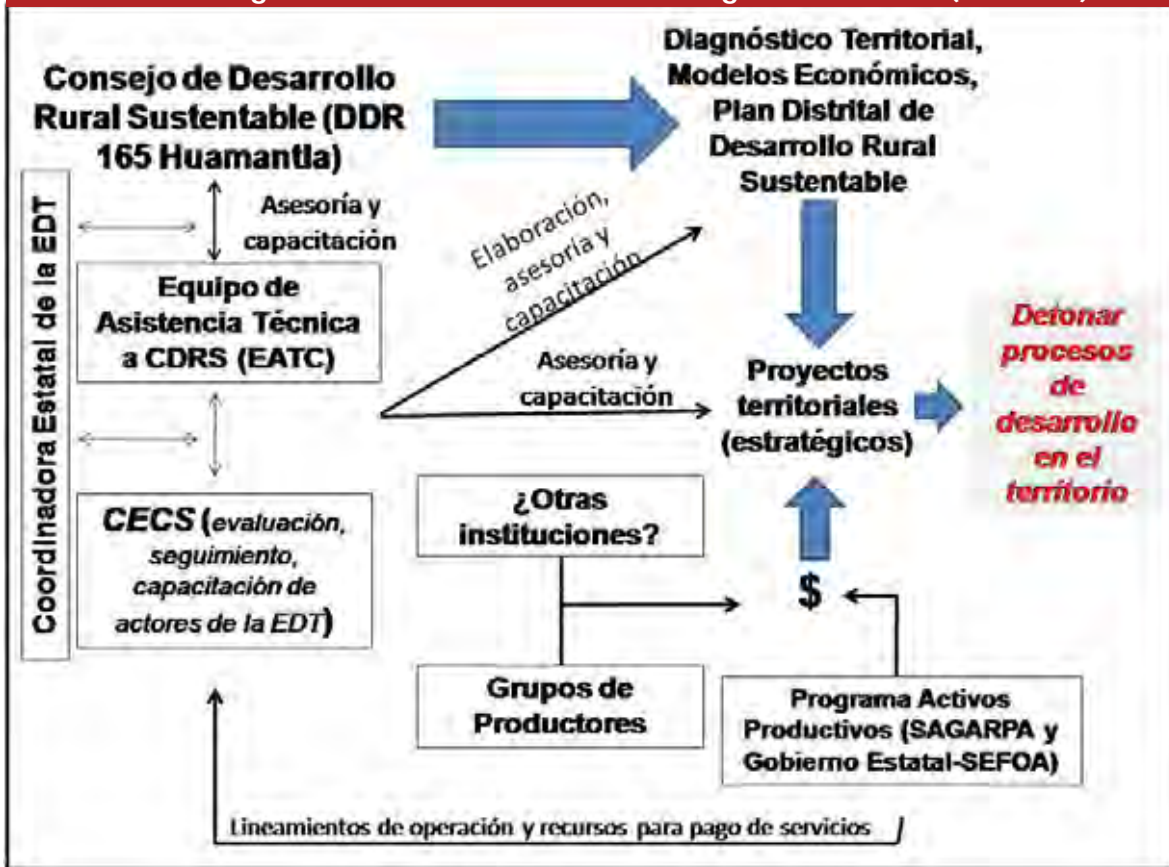 Consejo de Desarrollo
Rural Sustentable (DDR
165 Huamantla)
Diagnóstico Territorial,
Modelos Económicos,
Plan Distrital de
Desarrollo Rural
Sustentable
Coordinadora Estatal de la EDT
Asesoría y
capacitación
Elaboración,
asesoría y
capacitación
Equipo de
Asistencia Técnica
a CDRS (EATC)
Asesoría y
capacitación
Proyectos
territoriales
(estratégicos)
Detonar
procesos
de
desarrollo
en el
territorio
CECS (evaluación,
seguimiento,
capacitación de
actores de la EDT)
¿Otras
instituciones?
$
Grupos de
Productores
Programa Activos
Productivos (SAGARPA y
Gobierno Estatal-SEFOA)
Lineamientos de operación y recursos para pago de servicios